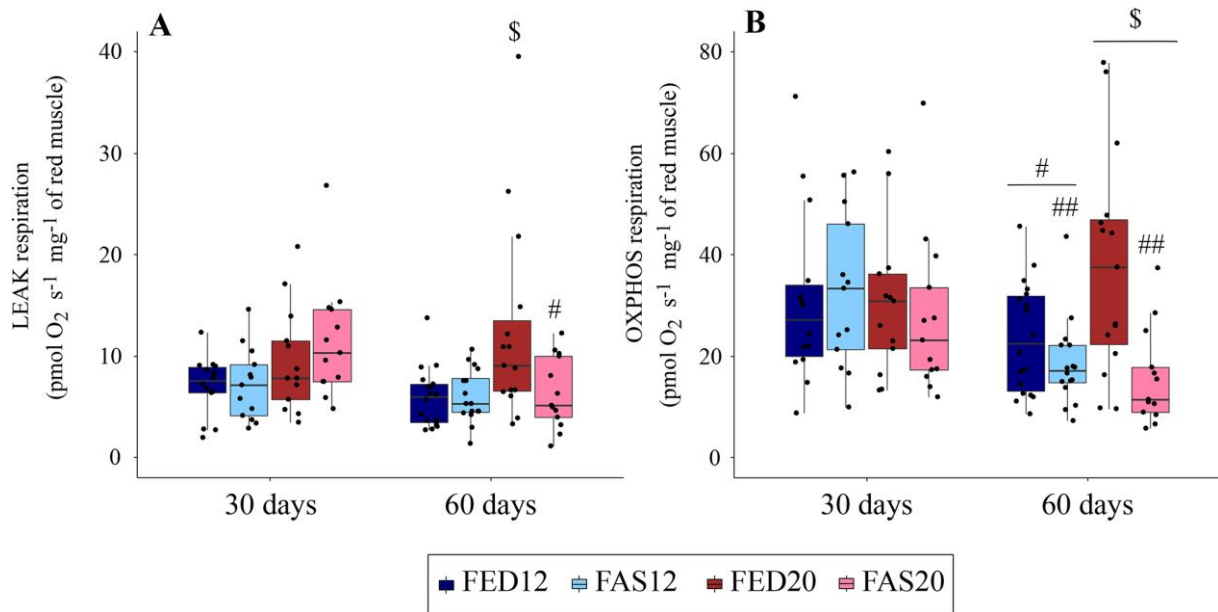 A
LEAK respiration
(pmol O₂ s⁻¹ mg⁻¹ of red muscle)
40
30
20
10
0
$
#
30 days
60 days
B
OXPHOS respiration
(pmol O₂ s⁻¹ mg⁻¹ of red muscle)
80
60
40
20
0
$
#
##
##
30 days
60 days
FED12 FAS12 FED20 FAS20